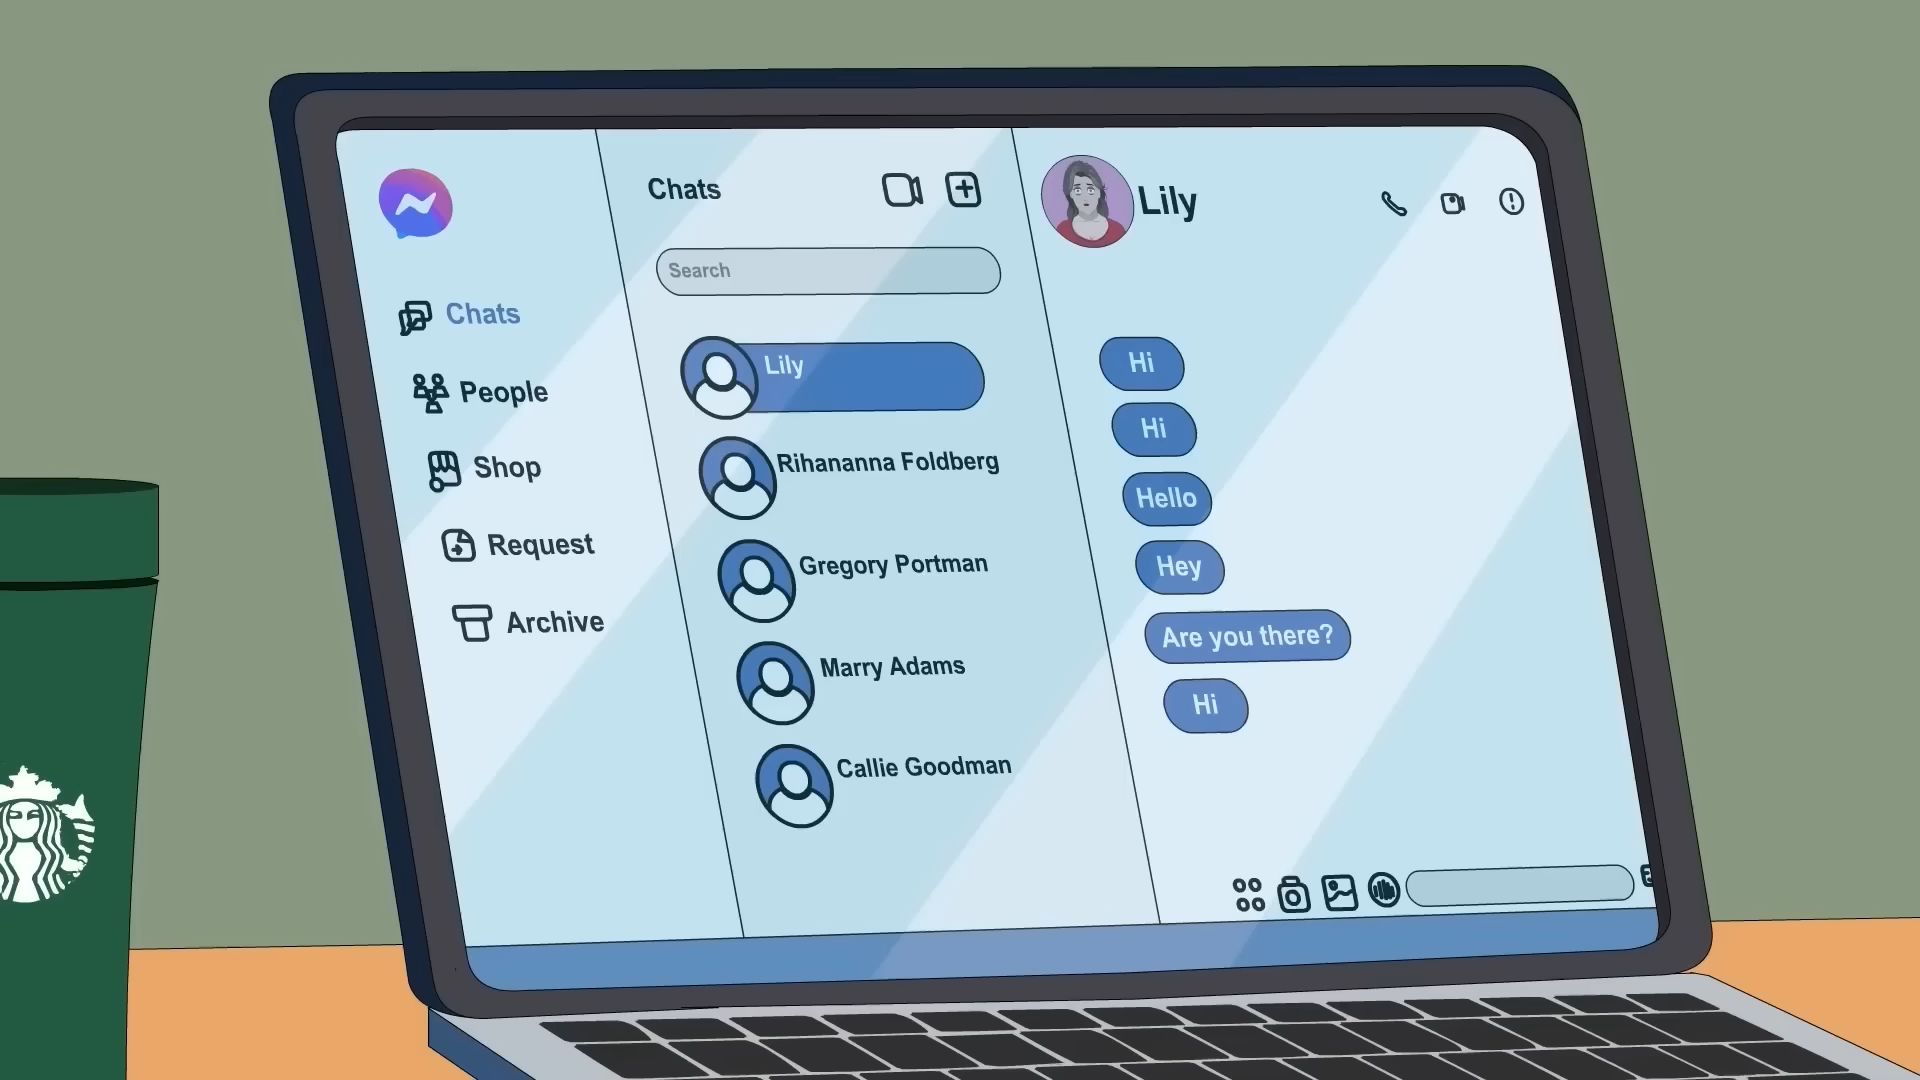 Chats
People
Shop
Request
Archive
Chats
Search
Lily
Rihananna Foldberg
Gregory Portman
Marry Adams
Callie Goodman
Lily
Hi
Hi
Hello
Hey
Are you there?
Hi